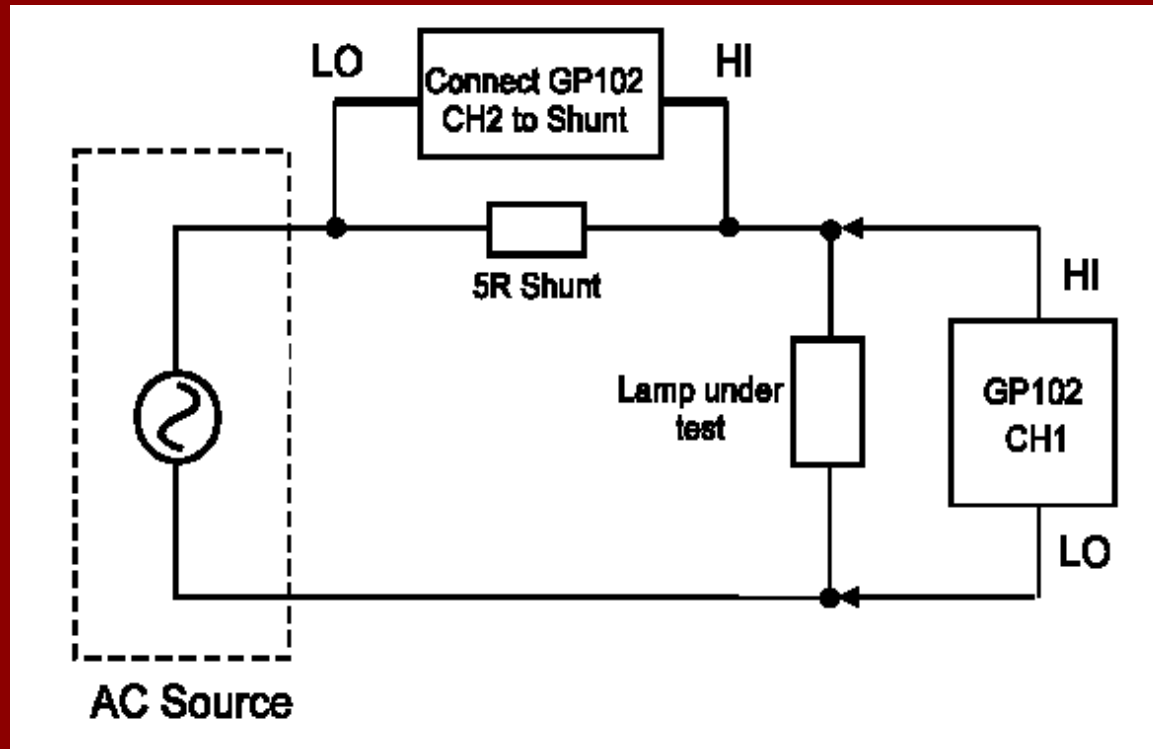 LO
Connect GP102
CH2 to Shunt
HI
5R Shunt
HI
Lamp under
test
GP102
CH1
LO
AC Source